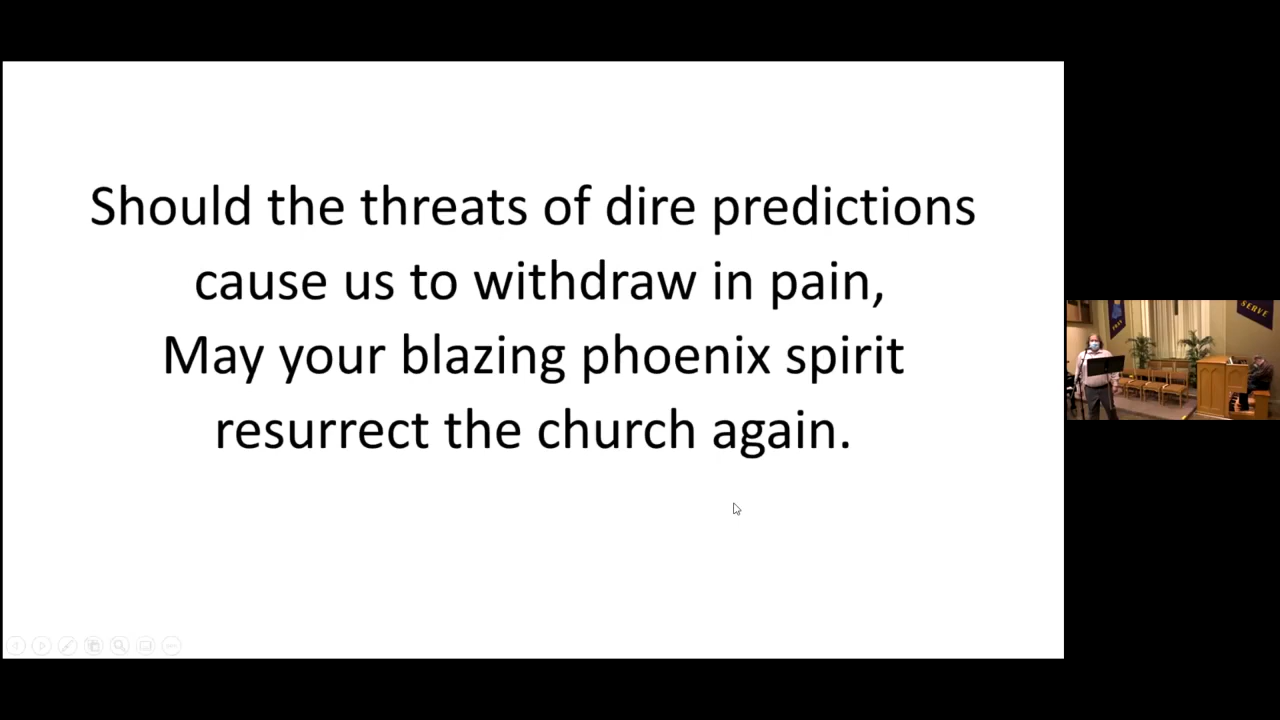 Should the threats of dire predictions
cause us to withdraw in pain,
May your blazing phoenix spirit
resurrect the church again.
SERVE